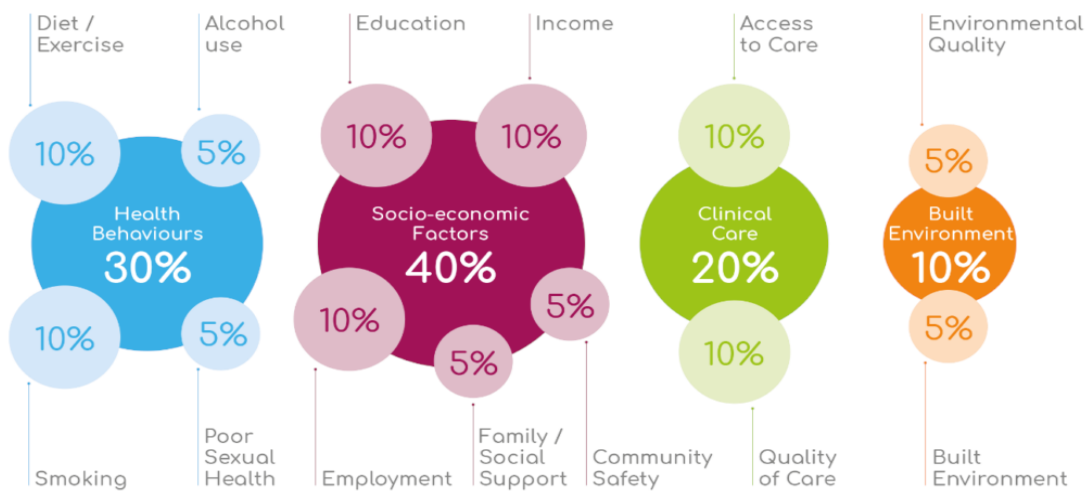 Diet /
Exercise
Alcohol
use
Education
Income
Access
to Care
Environmental
Quality
10%
5%
10%
10%
10%
5%
Health
Behaviours
30%
Socio-economic
Factors
40%
Clinical
Care
20%
Built
Environment
10%
10%
5%
10%
5%
5%
10%
5%
Smoking
Poor
Sexual
Health
Employment
Family /
Social
Support
Community
Safety
Quality
of Care
Built
Environment